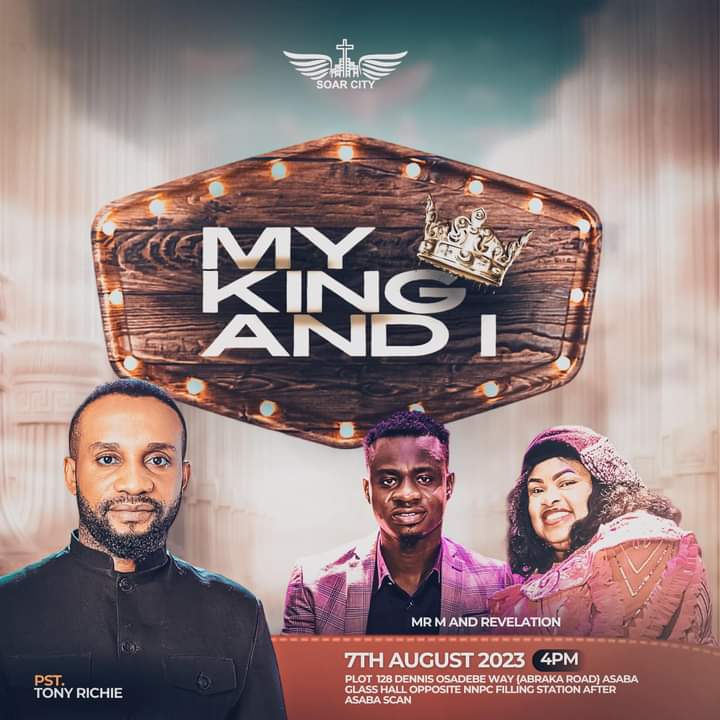 SOAR CITY
MY
KING
AND I
MR M AND REVELATION
PST.
TONY RICHIE
7TH AUGUST 2023 4PM
PLOT 128 DENNIS OSADEBE WAY (ABRAKA ROAD) ASABA
GLASS HALL OPPOSITE NNPC FILLING STATION AFTER
ASABA SCAN